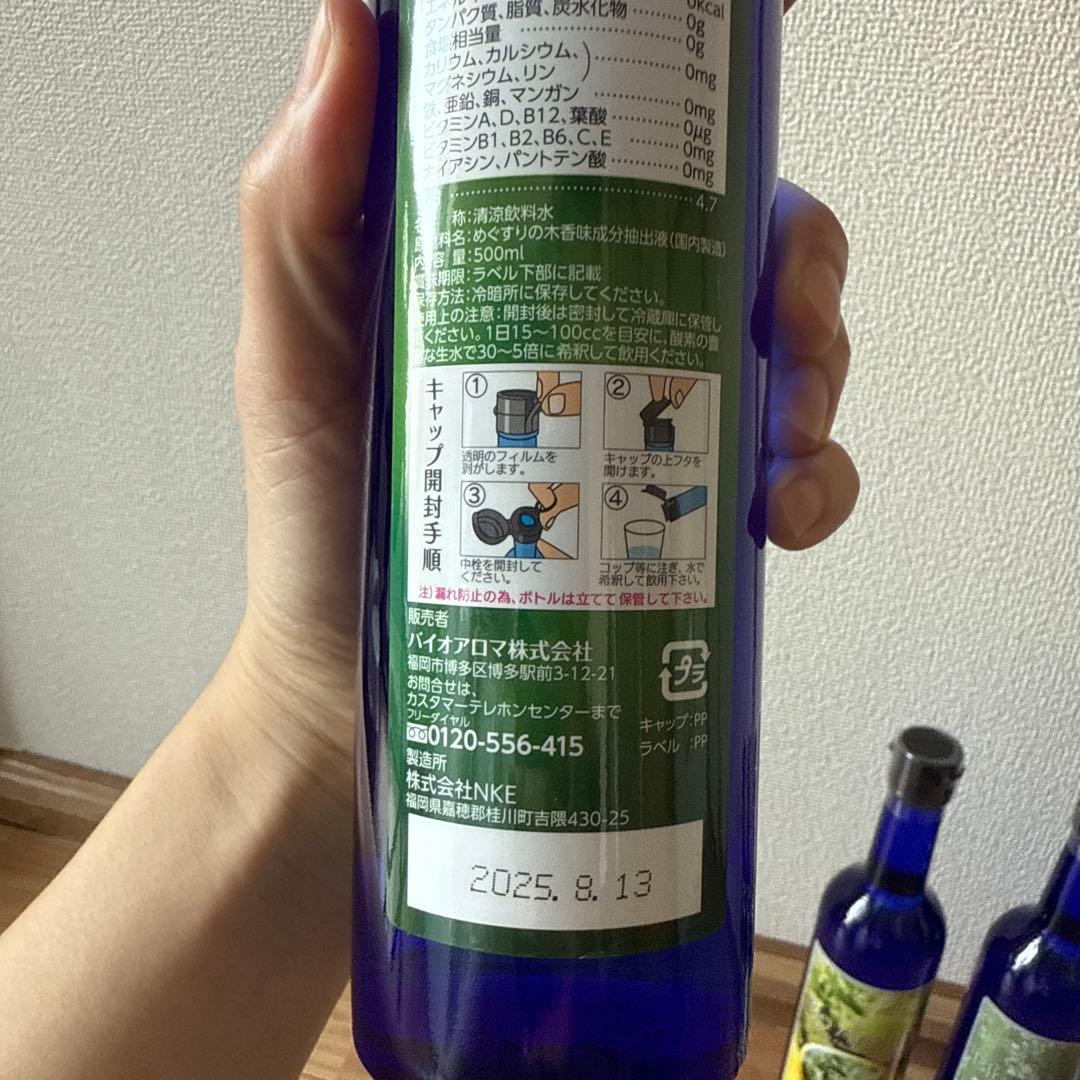 0kcal
タンパク質、脂質、炭水化物 ……… 0g
食塩相当量 ……… 0g
カリウム、カルシウム、
マグネシウム、リン ) ……… 0mg
鉄、亜鉛、銅、マンガン ……… 0mg
ビタミンA、D、B12、葉酸 ……… 0μg
ビタミンB1、B2、B6、C、E ……… 0mg
ナイアシン、パントテン酸 ……… 0mg
……… 4.7
名 称：清涼飲料水
原材料名：めぐすりの木香味成分抽出液(国内製造)
内 容 量：500ml
賞味期限：ラベル下部に記載
保存方法：冷暗所に保存してください。
使用上の注意：開封後は密封して冷蔵庫に保管し
てください。1日15〜100ccを目安に、酸素の豊
な生水で30〜5倍に希釈して飲用ください。
キャップ開封手順
①
透明のフィルムを
剥がします。
②
キャップの上フタを
開けます。
③
中栓を開封して
ください。
④
コップ等に注ぎ、水で
希釈して飲用下さい。
注)漏れ防止の為、ボトルは立てて保管して下さい。
販売者
バイオアロマ株式会社
福岡市博多区博多駅前3-12-21
お問合せは、
カスタマーテレホンセンターまで
フリーダイヤル
0120-556-415
プラ
キャップ：PP
ラベル ：PP
製造所
株式会社NKE
福岡県嘉穂郡桂川町吉隈430-25
2025. 8. 13